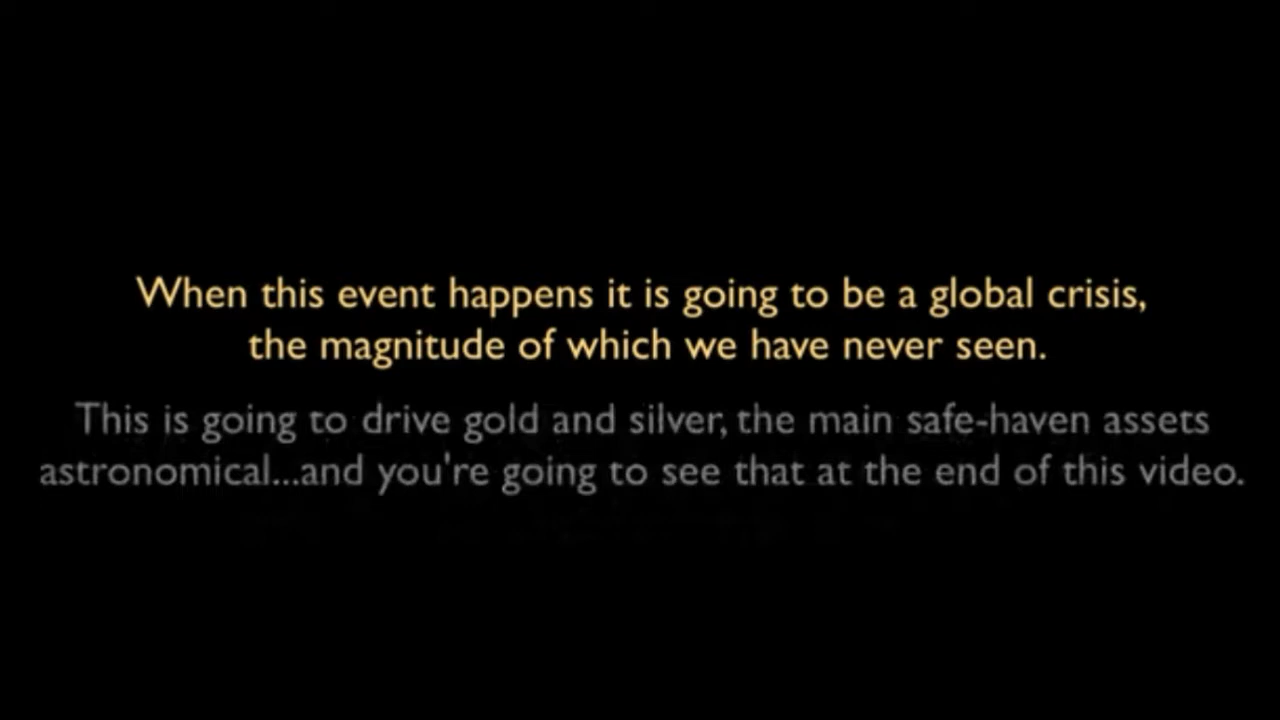 When this event happens it is going to be a global crisis,
the magnitude of which we have never seen.
This is going to drive gold and silver, the main safe-haven assets
astronomical...and you're going to see that at the end of this video.